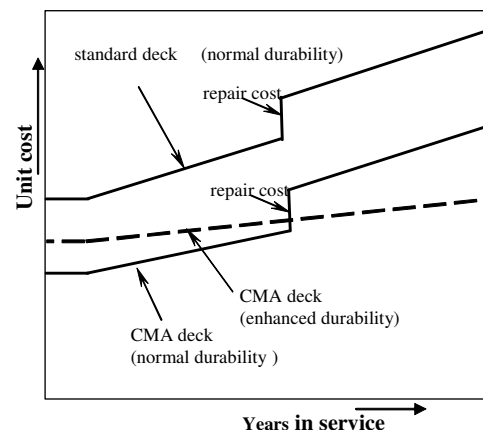 standard deck (normal durability)
repair cost
Unit cost
repair cost
CMA deck
(enhanced durability)
CMA deck
(normal durability )
Years in service